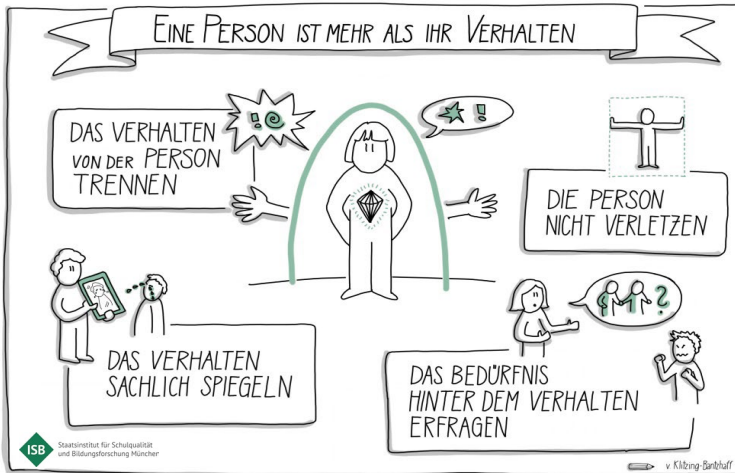 EINE PERSON IST MEHR ALS IHR VERHALTEN
DAS VERHALTEN
VON DER PERSON
TRENNEN
DIE PERSON
NICHT VERLETZEN
DAS VERHALTEN
SACHLICH SPIEGELN
DAS BEDÜRFNIS
HINTER DEM VERHALTEN
ERFRAGEN
ISB
Staatsinstitut für Schulqualität
und Bildungsforschung München
v. Klitzing-Bantzhaff